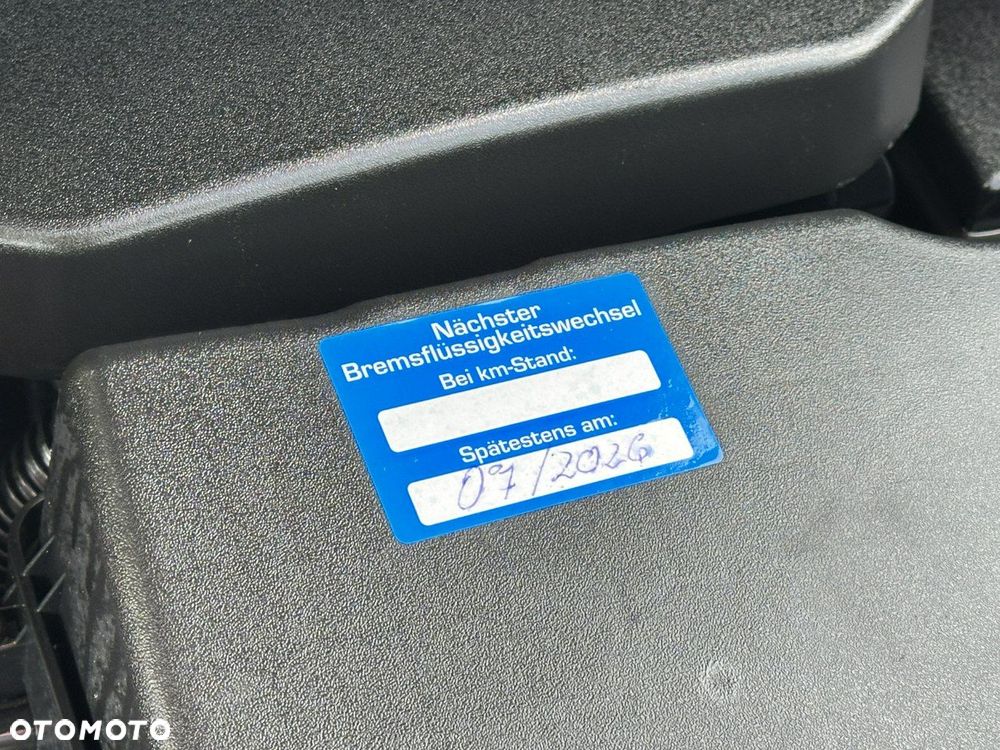 Nächster
Bremsflüssigkeitswechsel
Bei km-Stand:
Spätestens am:
07/2026
OTOMOTO